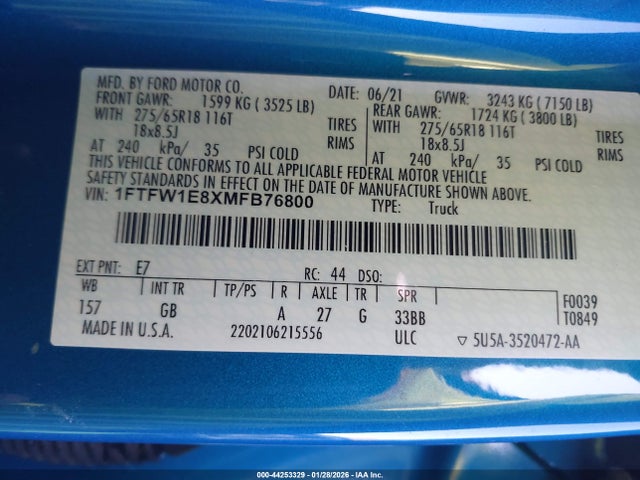 MFD. BY FORD MOTOR CO. DATE: 06/21 GVWR: 3243 KG ( 7150 LB)
FRONT GAWR: 1599 KG ( 3525 LB) REAR GAWR: 1724 KG ( 3800 LB)
WITH 275/65R18 116T TIRES WITH 275/65R18 116T TIRES
18x8.5J RIMS 18x8.5J RIMS
AT 240 kPa/ 35 PSI COLD AT 240 kPa/ 35 PSI COLD
THIS VEHICLE CONFORMS TO ALL APPLICABLE FEDERAL MOTOR VEHICLE
SAFETY STANDARDS IN EFFECT ON THE DATE OF MANUFACTURE SHOWN ABOVE.
VIN: 1FTFW1E8XMFB76800 TYPE: Truck
EXT PNT: E7 RC: 44 DSO:
WB INT TR TP/PS R AXLE TR SPR F0039
157 GB A 27 G 33BB T0849
MADE IN U.S.A. 2202106215556 ULC ▽ 5U5A-3520472-AA
000-44253329 - 01/28/2026 - IAA Inc.